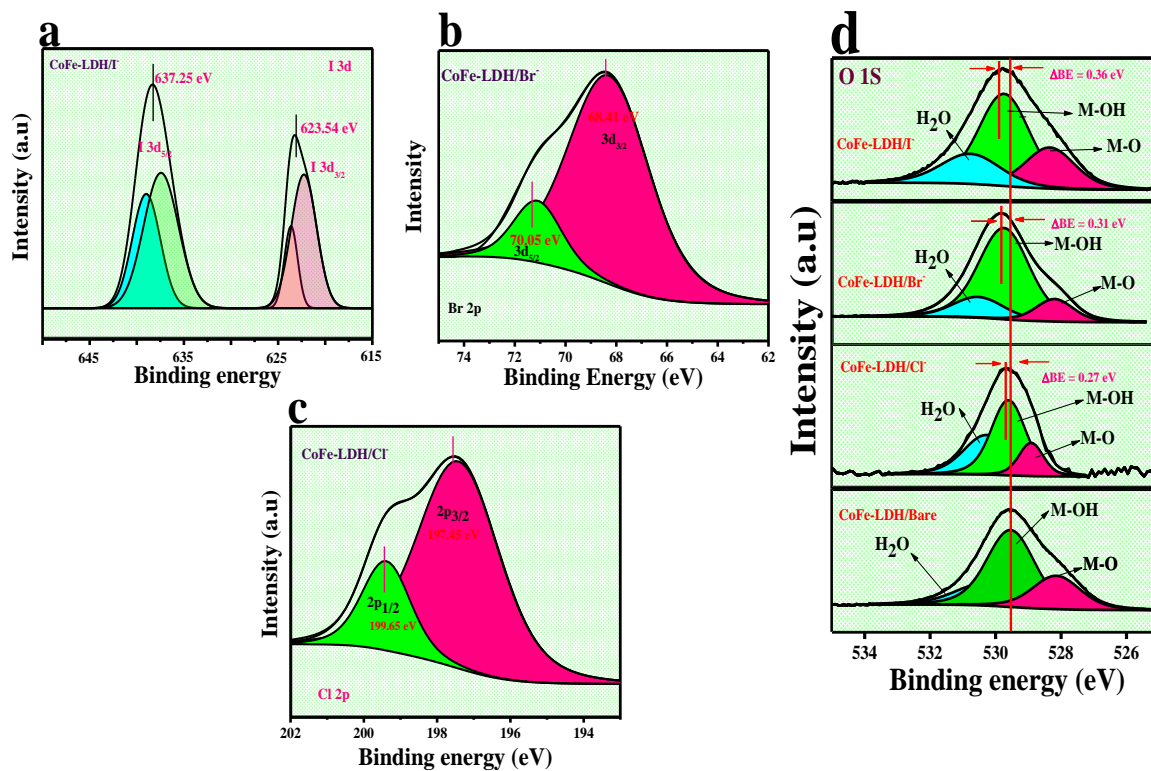 a
CoFe-LDH/I-
I 3d
637.25 eV
623.54 eV
I 3d5/2
I 3d3/2
Intensity (a.u)
645 635 625 615
Binding energy
b
CoFe-LDH/Br-
68.41 eV
3d3/2
70.05 eV
3d5/2
Br 2p
Intensity
75 74 72 70 68 66 64 62
Binding Energy (eV)
c
CoFe-LDH/Cl-
2p3/2
197.45 eV
2p1/2
199.65 eV
Cl 2p
Intensity (a.u)
202 200 198 196 194
Binding energy (eV)
d
O 1S
ΔBE = 0.36 eV
M-OH
H2O
M-O
CoFe-LDH/I-
ΔBE = 0.31 eV
M-OH
H2O
M-O
CoFe-LDH/Br-
CoFe-LDH/Cl-
ΔBE = 0.27 eV
M-OH
H2O
M-O
CoFe-LDH/Bare
M-OH
H2O
M-O
Intensity (a.u)
534 532 530 528 526
Binding energy (eV)